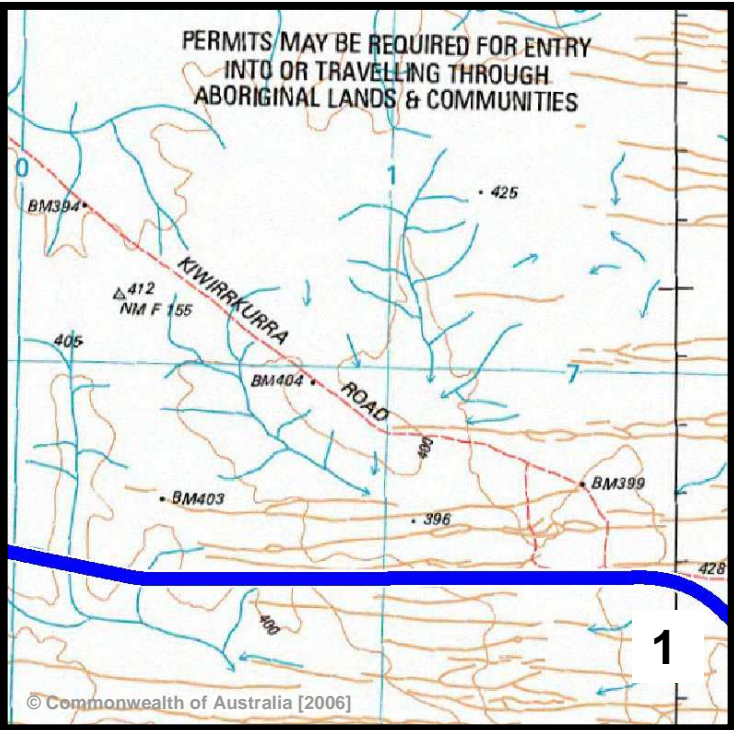 PERMITS MAY BE REQUIRED FOR ENTRY
INTO OR TRAVELLING THROUGH
ABORIGINAL LANDS & COMMUNITIES
0
1
425
BM394
KIWIRRKURRA
412
NM F 155
405
7
BM404
ROAD
400
BM399
BM403
396
428
400
1
© Commonwealth of Australia [2006]